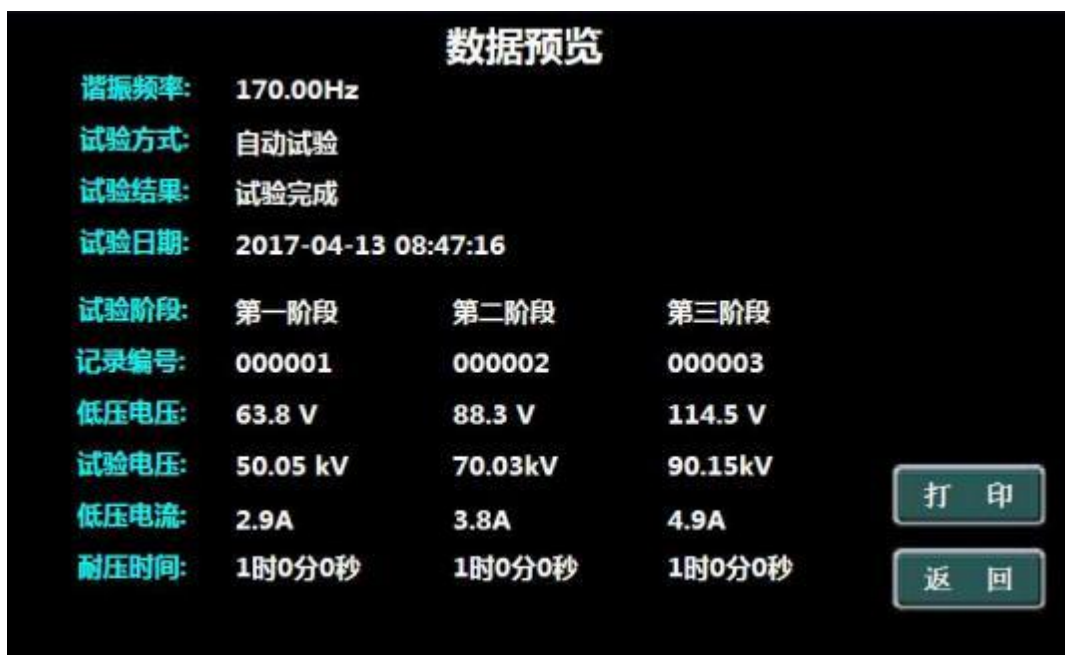 数据预览
谐振频率: 170.00Hz
试验方式: 自动试验
试验结果: 试验完成
试验日期: 2017-04-13 08:47:16
试验阶段: 第一阶段 第二阶段 第三阶段
记录编号: 000001 000002 000003
低压电压: 63.8 V 88.3 V 114.5 V
试验电压: 50.05 kV 70.03kV 90.15kV
低压电流: 2.9A 3.8A 4.9A
耐压时间: 1时0分0秒 1时0分0秒 1时0分0秒
打 印
返 回